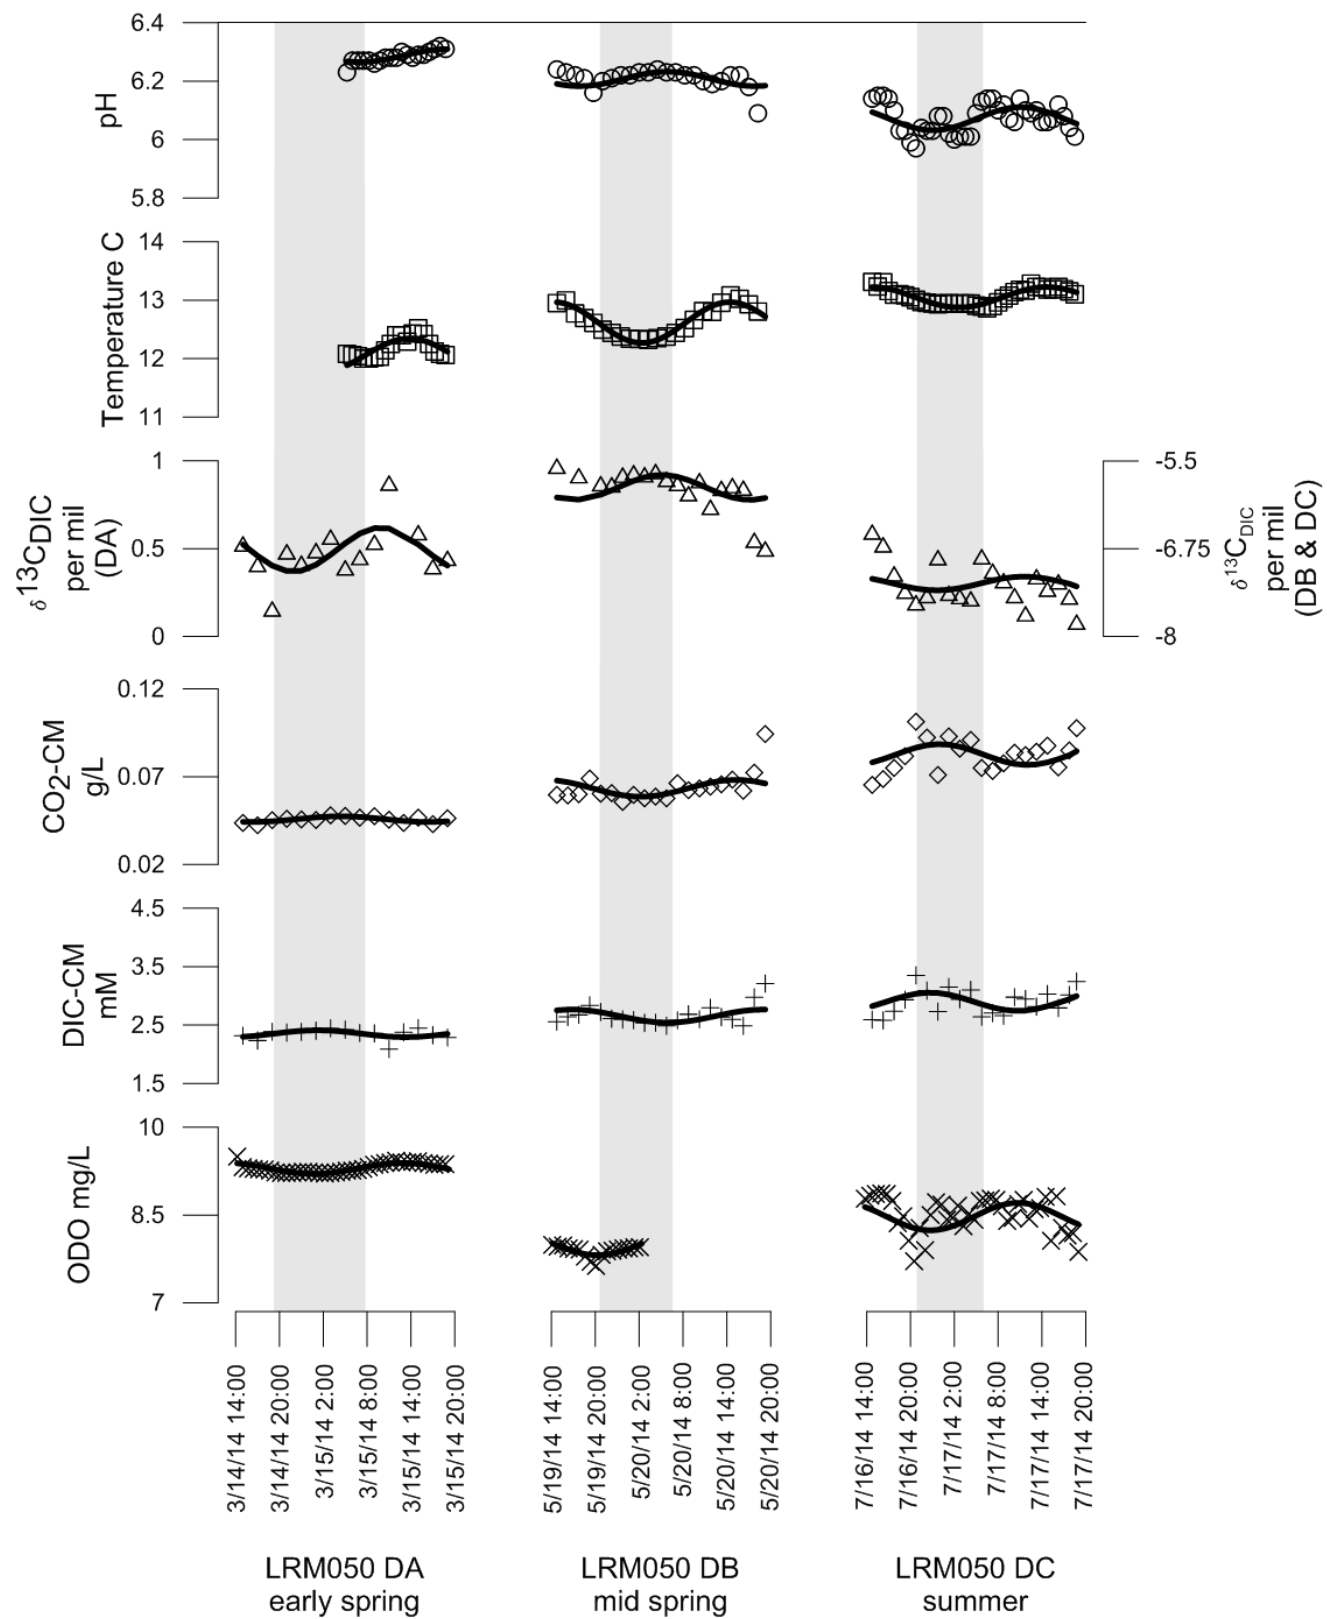 6.4
6.2
6
5.8
pH
14
13
12
11
Temperature C
1
0.5
0
δ13CDIC
per mil
(DA)
-5.5
-6.75
-8
δ13CDIC
per mil
(DB & DC)
0.12
0.07
0.02
CO2-CM
g/L
4.5
3.5
2.5
1.5
DIC-CM
mM
10
8.5
7
ODO mg/L
3/14/14 14:00
3/14/14 20:00
3/15/14 2:00
3/15/14 8:00
3/15/14 14:00
3/15/14 20:00
5/19/14 14:00
5/19/14 20:00
5/20/14 2:00
5/20/14 8:00
5/20/14 14:00
5/20/14 20:00
7/16/14 14:00
7/16/14 20:00
7/17/14 2:00
7/17/14 8:00
7/17/14 14:00
7/17/14 20:00
LRM050 DA
early spring
LRM050 DB
mid spring
LRM050 DC
summer